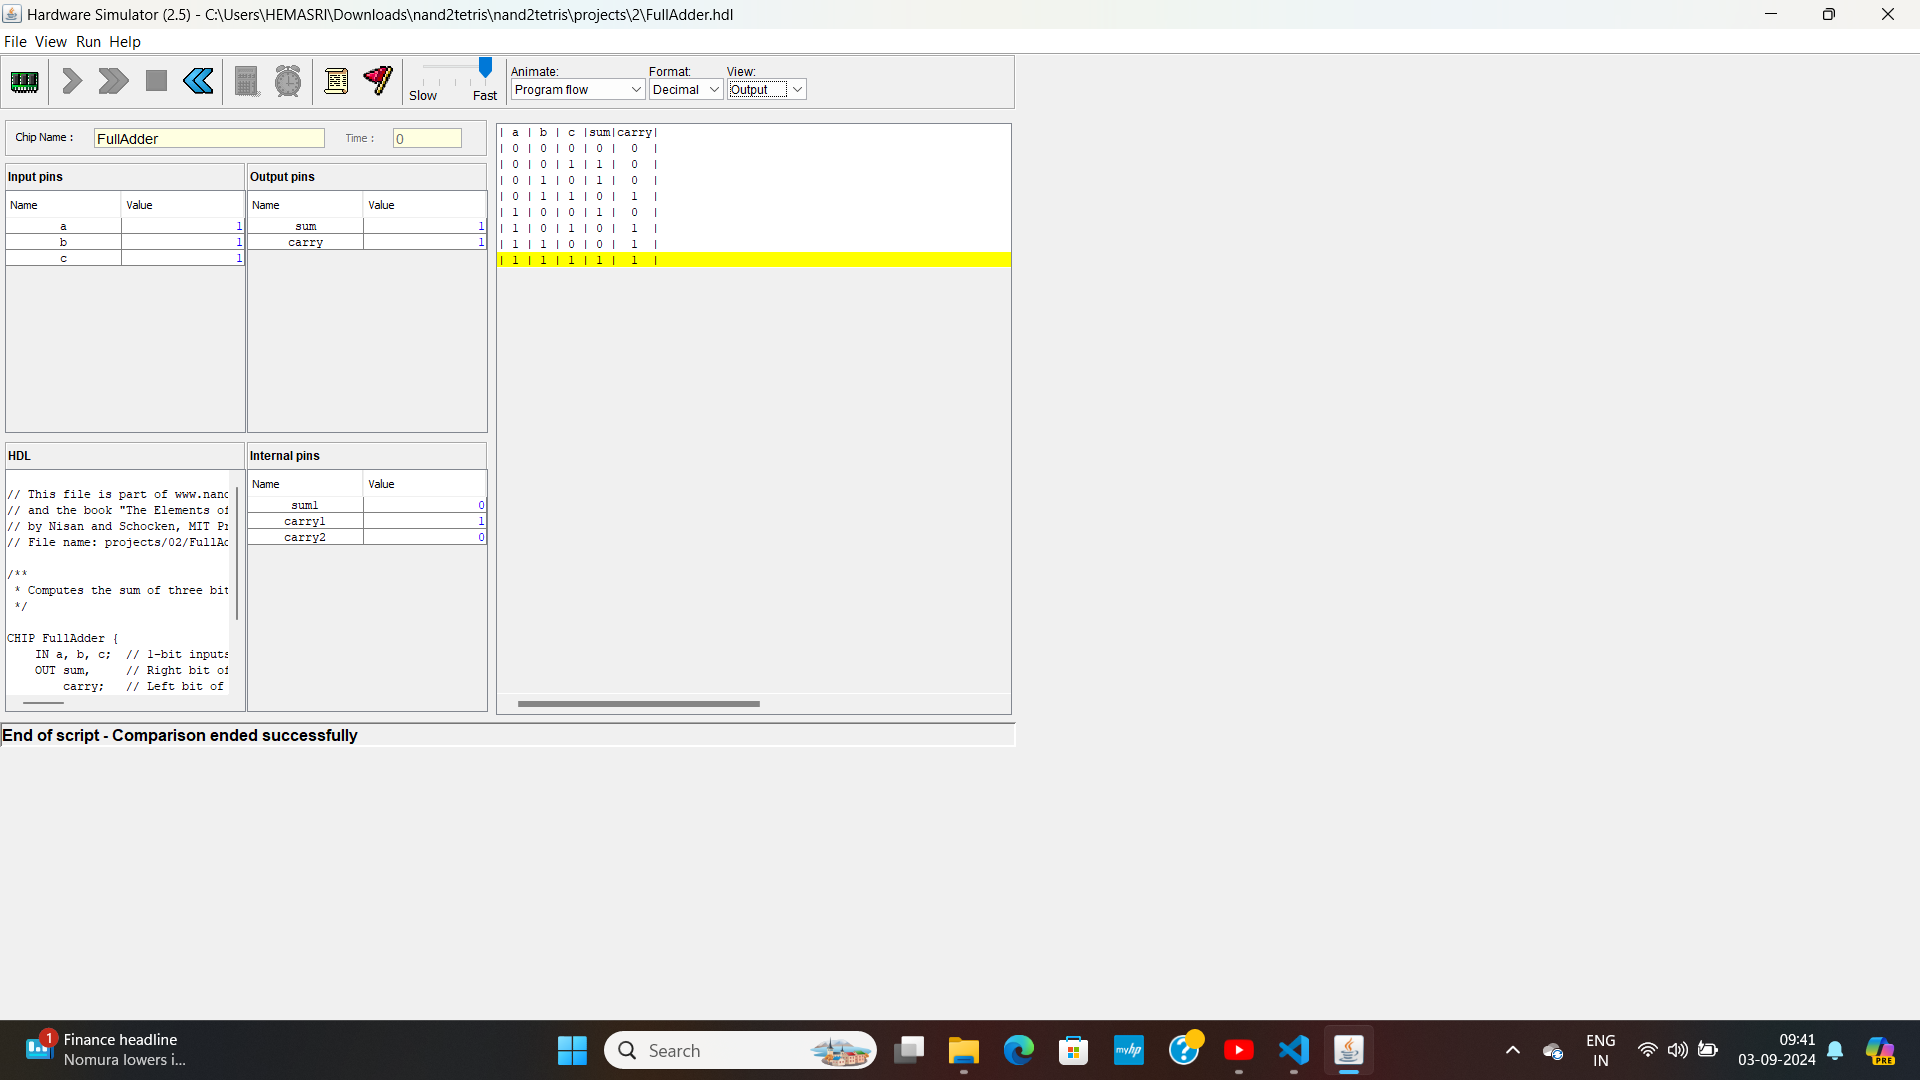 Hardware Simulator (2.5) - C:\Users\HEMASRI\Downloads\nand2tetris\nand2tetris\projects\2\FullAdder.hdl
File View Run Help
Slow Fast
Animate: Format: View:
Program flow Decimal Output
Chip Name : FullAdder Time : 0
Input pins
Name Value
a 1
b 1
c 1
Output pins
Name Value
sum 1
carry 1
HDL
// This file is part of www.nand
// and the book "The Elements of
// by Nisan and Schocken, MIT Pr
// File name: projects/02/FullAd
/**
 * Computes the sum of three bit
 */
CHIP FullAdder {
    IN a, b, c;  // 1-bit inputs
    OUT sum,     // Right bit of
        carry;   // Left bit of
Internal pins
Name Value
sum1 0
carry1 1
carry2 0
| a | b | c |sum|carry|
| 0 | 0 | 0 | 0 |  0  |
| 0 | 0 | 1 | 1 |  0  |
| 0 | 1 | 0 | 1 |  0  |
| 0 | 1 | 1 | 0 |  1  |
| 1 | 0 | 0 | 1 |  0  |
| 1 | 0 | 1 | 0 |  1  |
| 1 | 1 | 0 | 0 |  1  |
| 1 | 1 | 1 | 1 |  1  |
End of script - Comparison ended successfully
1
Finance headline
Nomura lowers i...
Search
myhp
?
ENG
IN
09:41
03-09-2024
PRE